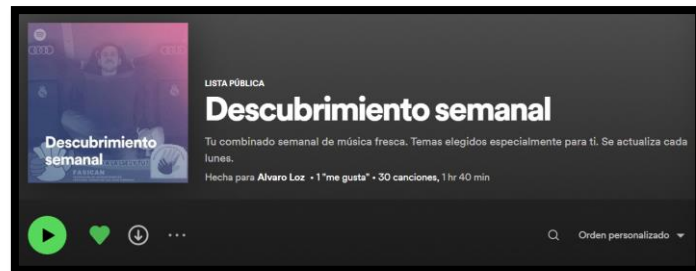 LISTA PÚBLICA
Descubrimiento semanal
Tu combinado semanal de música fresca. Temas elegidos especialmente para ti. Se actualiza cada
lunes.
Hecha para Alvaro Loz • 1 "me gusta" • 30 canciones, 1 hr 40 min
Descubrimiento
semanal
FASICAN
Orden personalizado